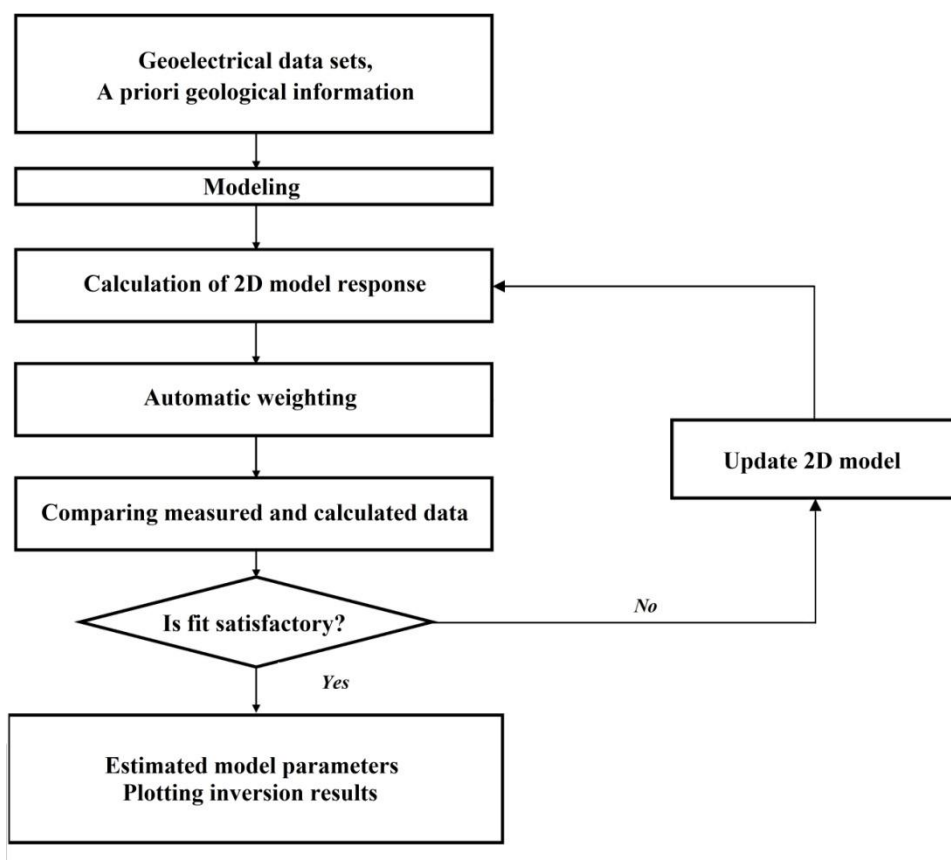 Geoelectrical data sets,
A priori geological information
Modeling
Calculation of 2D model response
Automatic weighting
Update 2D model
Comparing measured and calculated data
Is fit satisfactory?
No
Yes
Estimated model parameters
Plotting inversion results